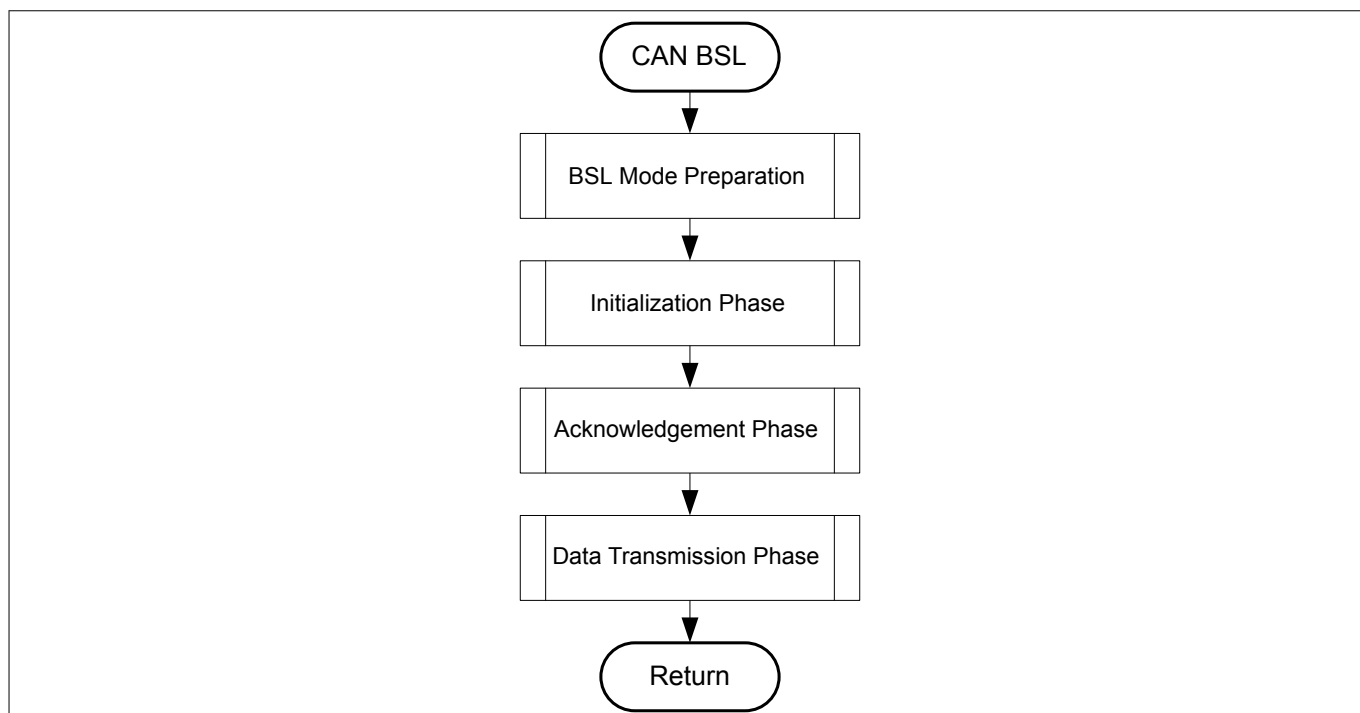 CAN BSL
BSL Mode Preparation
Initialization Phase
Acknowledgement Phase
Data Transmission Phase
Return